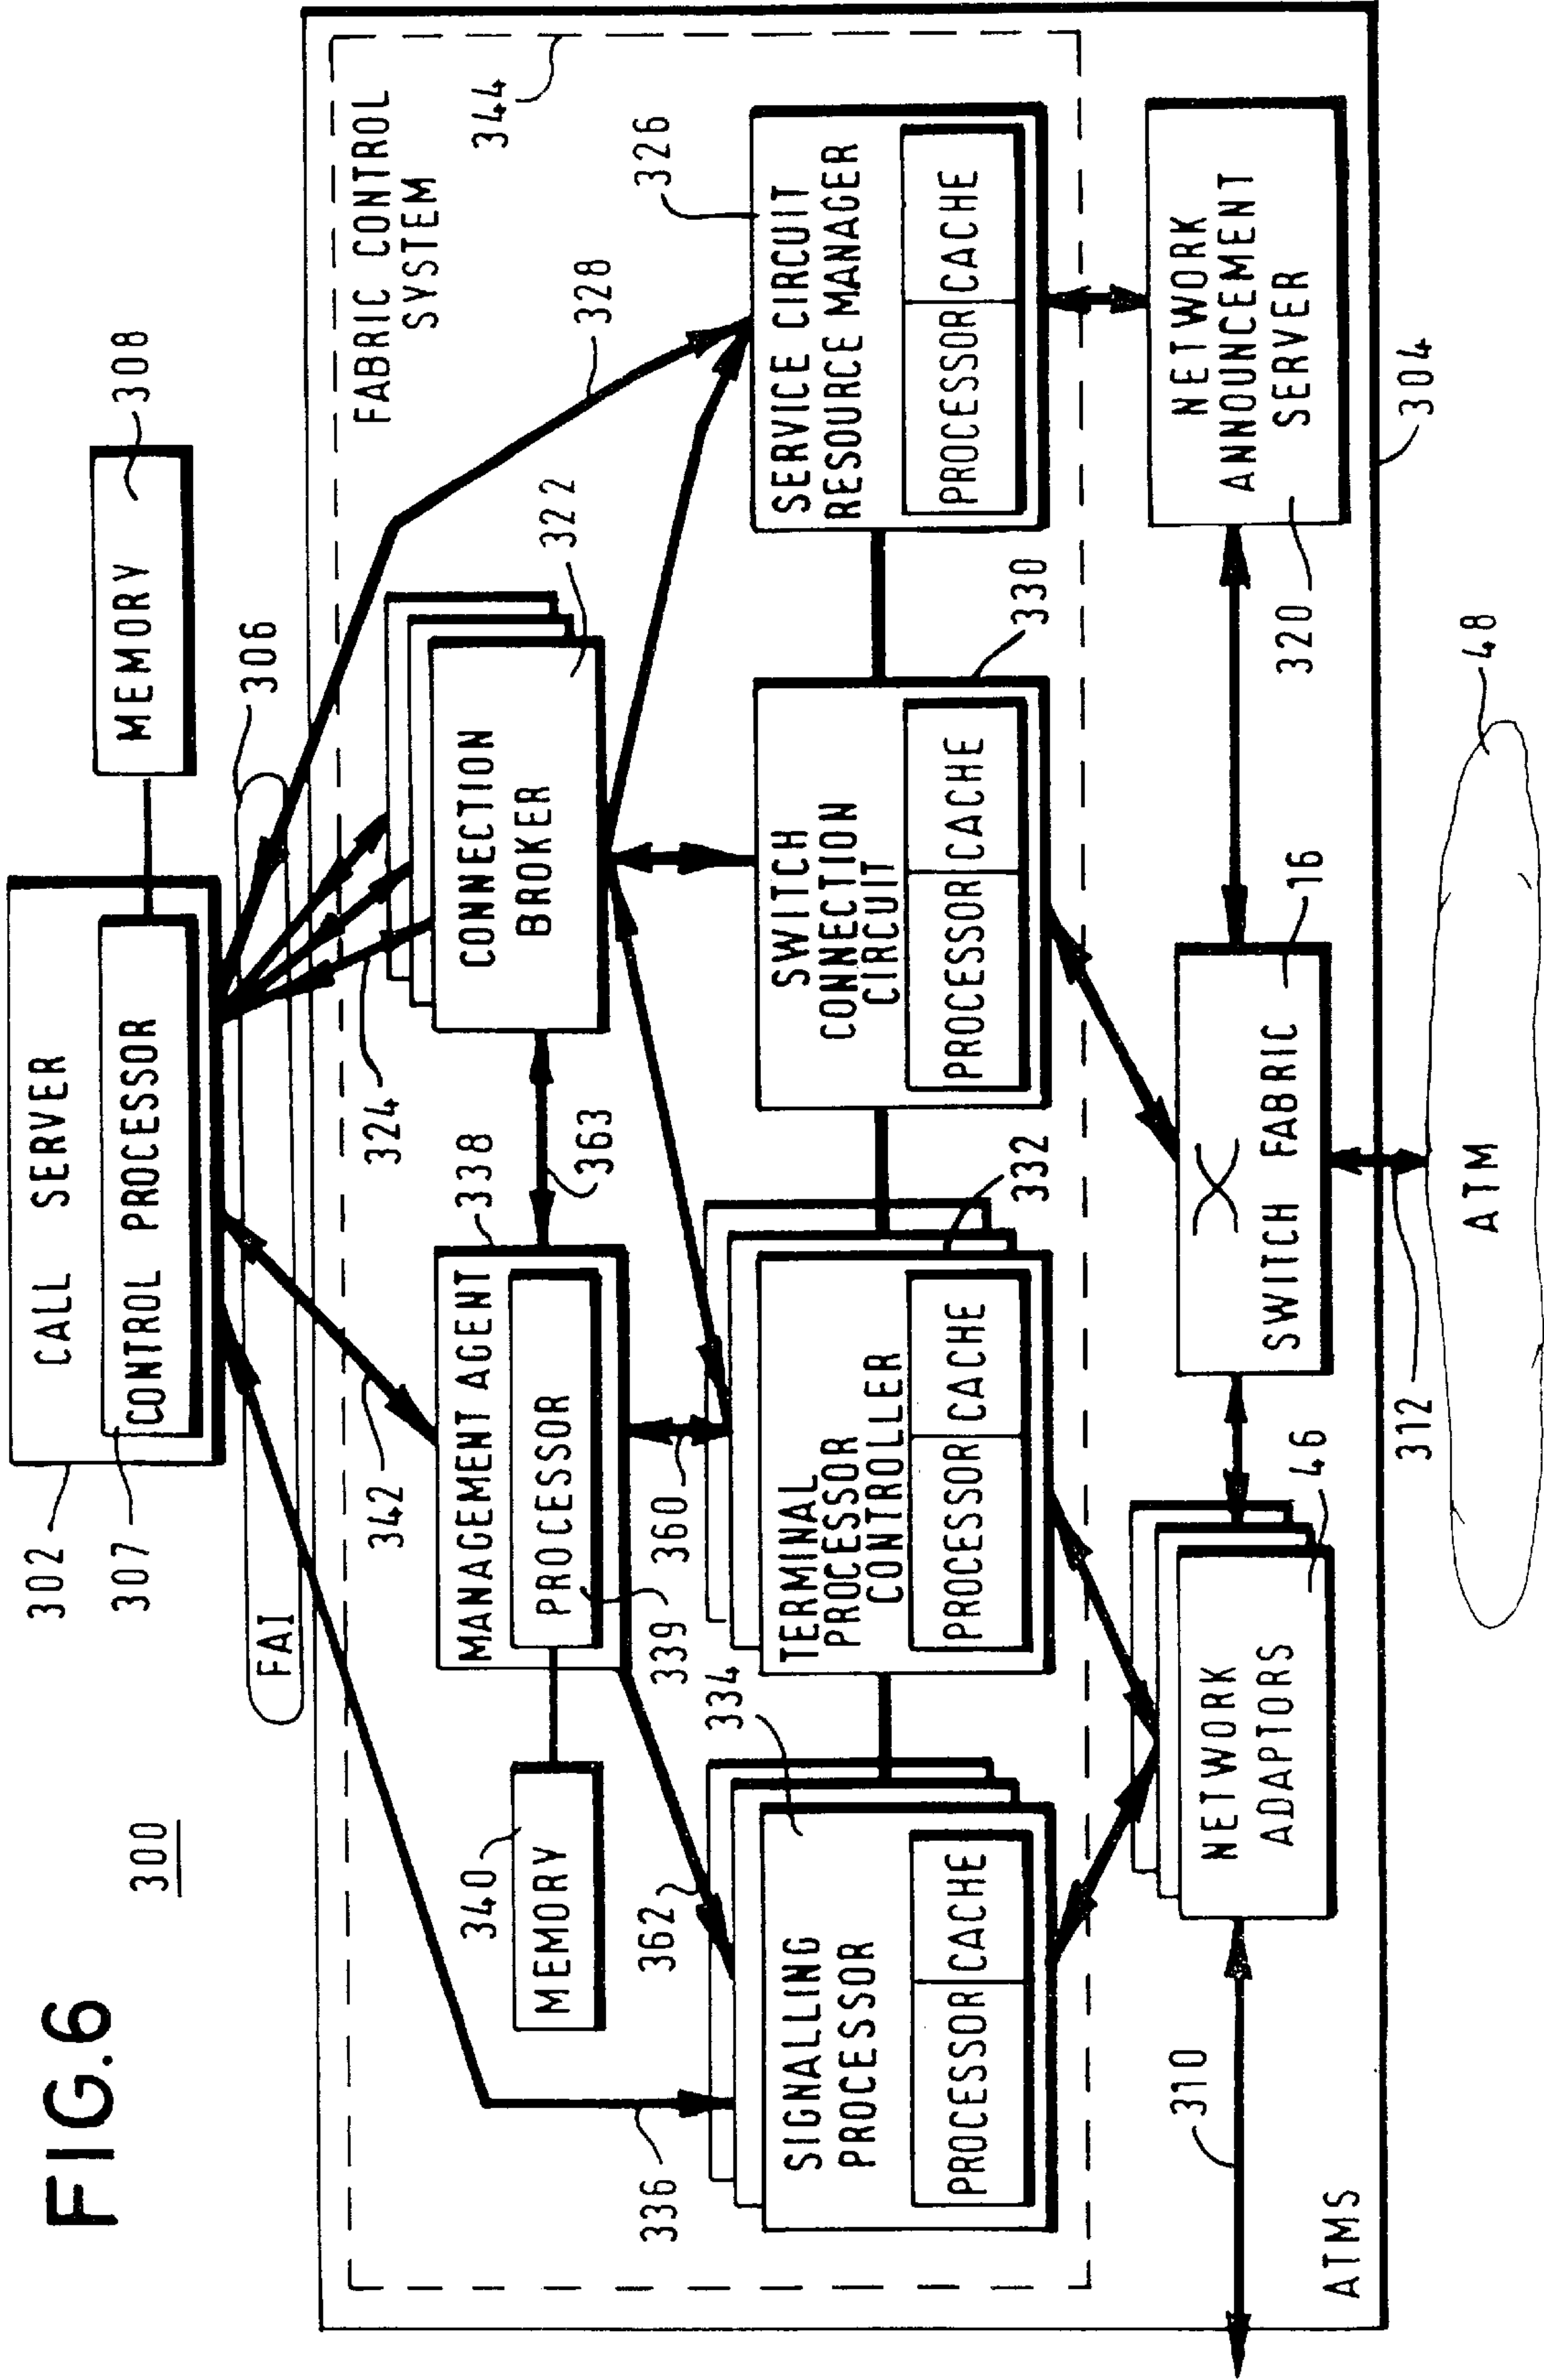 FIG.6
300
302
CALL SERVER
307
CONTROL PROCESSOR
MEMORY
308
306
FAI
FABRIC CONTROL
SYSTEM
344
342
324
328
338
MANAGEMENT AGENT
PROCESSOR
339
340
MEMORY
363
CONNECTION
BROKER
322
336
362
334
360
332
330
326
SIGNALLING
PROCESSOR
PROCESSOR
CACHE
TERMINAL
PROCESSOR
CONTROLLER
PROCESSOR
CACHE
SWITCH
CONNECTION
CIRCUIT
PROCESSOR
CACHE
SERVICE CIRCUIT
RESOURCE MANAGER
PROCESSOR
CACHE
310
NETWORK
ADAPTORS
46
SWITCH FABRIC
16
320
NETWORK
ANNOUNCEMENT
SERVER
ATMS
312
304
ATM
48